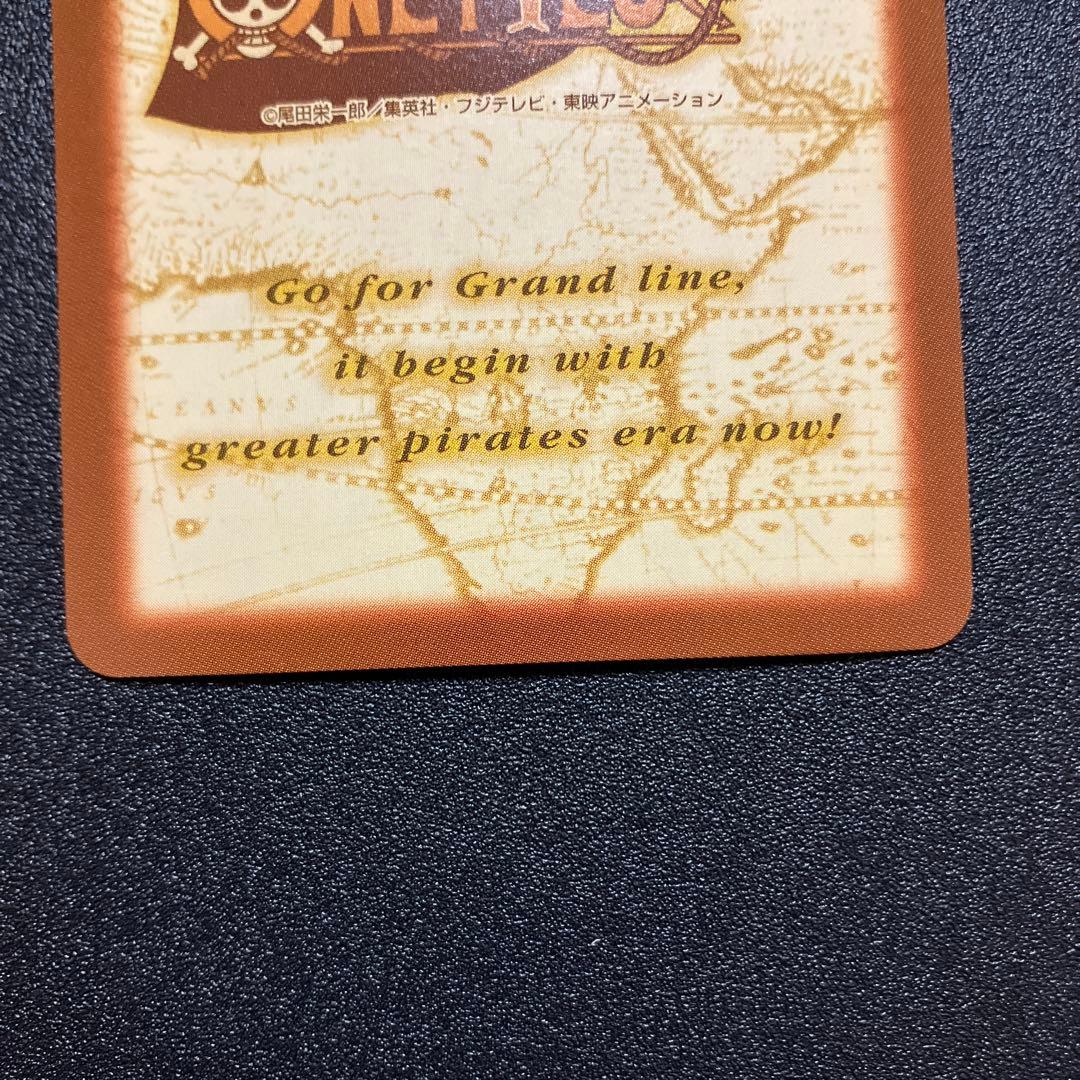 ©尾田栄一郎/集英社・フジテレビ・東映アニメーション
Go for Grand line,
it begin with
OCEANVS
greater pirates era now!